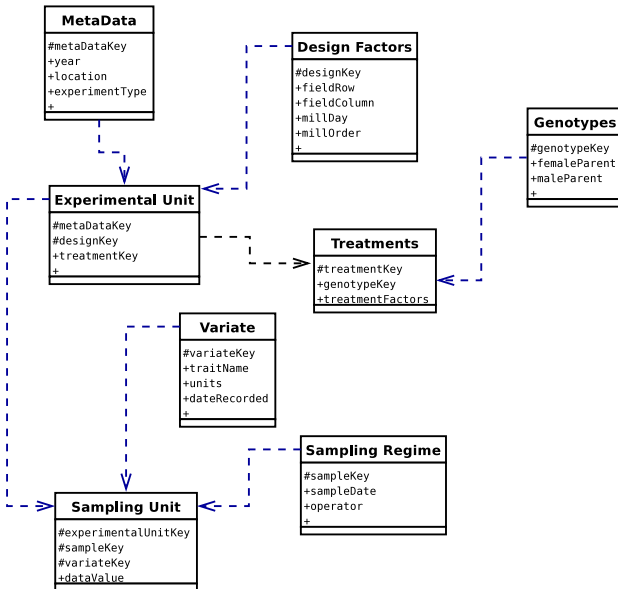 MetaData
#metaDataKey
+year
+location
+experimentType
+
Design Factors
#designKey
+fieldRow
+fieldColumn
+millDay
+millOrder
+
Genotypes
#genotypeKey
+femaleParent
+maleParent
+
Experimental Unit
#metaDataKey
#designKey
+treatmentKey
+
Treatments
#treatmentKey
+genotypeKey
+treatmentFactors
Variate
#variateKey
+traitName
+units
+dateRecorded
+
Sampling Regime
#sampleKey
+sampleDate
+operator
+
Sampling Unit
#experimentalUnitKey
#sampleKey
#variateKey
+dataValue